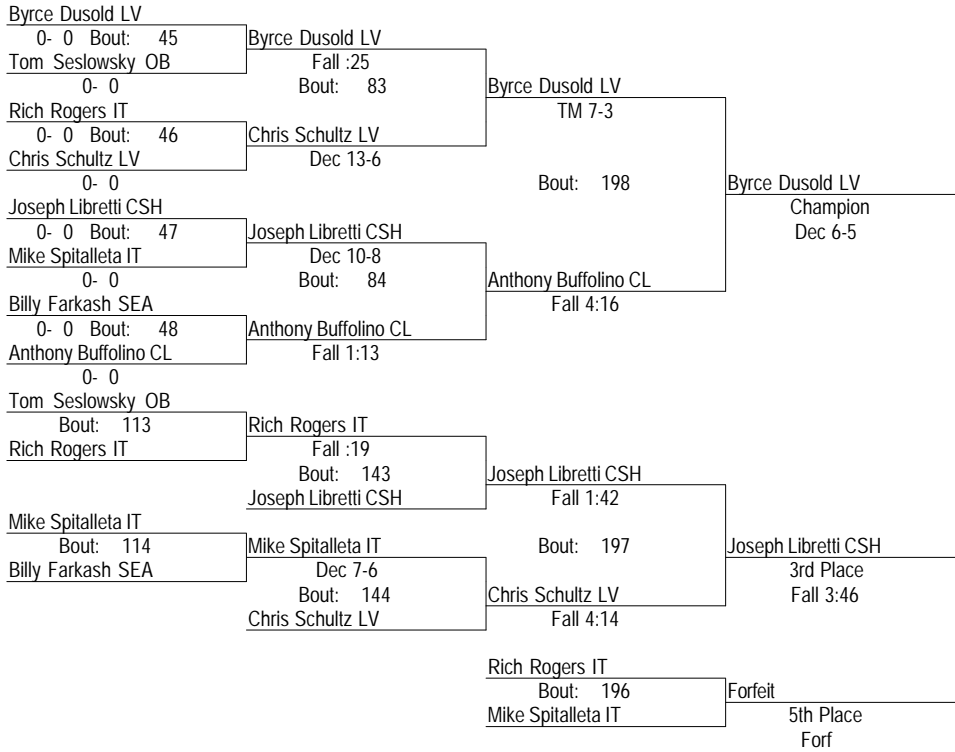 Byrce Dusold LV
0- 0 Bout: 45
Byrce Dusold LV
Tom Seslowsky OB
Fall :25
0- 0
Bout: 83
Byrce Dusold LV
Rich Rogers IT
TM 7-3
0- 0 Bout: 46
Chris Schultz LV
Chris Schultz LV
Dec 13-6
0- 0
Bout: 198
Byrce Dusold LV
Joseph Libretti CSH
Champion
0- 0 Bout: 47
Joseph Libretti CSH
Dec 6-5
Mike Spitalleta IT
Dec 10-8
0- 0
Bout: 84
Anthony Buffolino CL
Billy Farkash SEA
Fall 4:16
0- 0 Bout: 48
Anthony Buffolino CL
Anthony Buffolino CL
Fall 1:13
0- 0
Tom Seslowsky OB
Bout: 113
Rich Rogers IT
Rich Rogers IT
Fall :19
Bout: 143
Joseph Libretti CSH
Joseph Libretti CSH
Fall 1:42
Mike Spitalleta IT
Bout: 114
Mike Spitalleta IT
Bout: 197
Joseph Libretti CSH
Billy Farkash SEA
Dec 7-6
3rd Place
Bout: 144
Chris Schultz LV
Fall 3:46
Chris Schultz LV
Fall 4:14
Rich Rogers IT
Bout: 196
Forfeit
Mike Spitalleta IT
5th Place
Forf